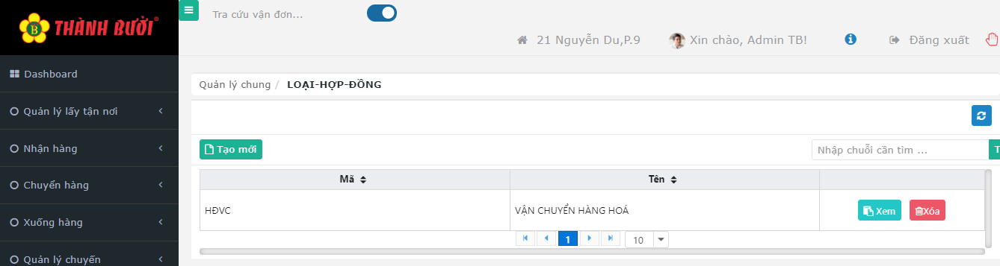 THÀNH BƯỞI®
Tra cứu vận đơn...
21 Nguyễn Du,P.9
Xin chào, Admin TB!
Đăng xuất
Dashboard
Quản lý lấy tận nơi
Nhận hàng
Chuyển hàng
Xuống hàng
Quản lý chuyến
Quản lý chung / LOẠI-HỢP-ĐỒNG
Tạo mới
Nhập chuỗi cần tìm ...
Mã Tên
HĐVC VẬN CHUYỂN HÀNG HOÁ Xem Xóa
1 10